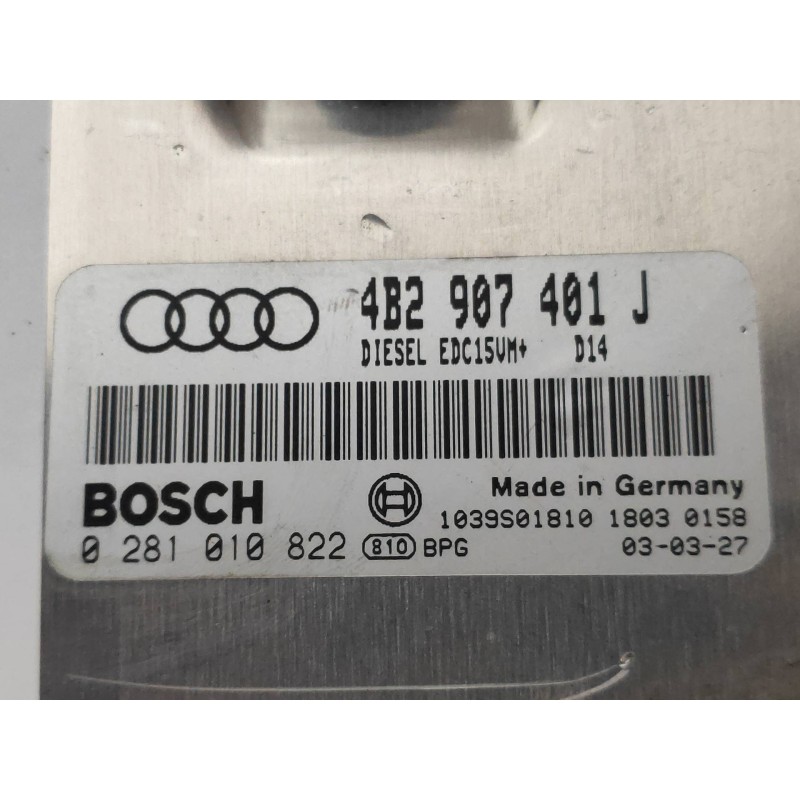 4B2 907 401 J
DIESEL EDC15VM+ D14
BOSCH
Made in Germany
1039S01810 1803 0158
0 281 010 822 810 BPG 03-03-27